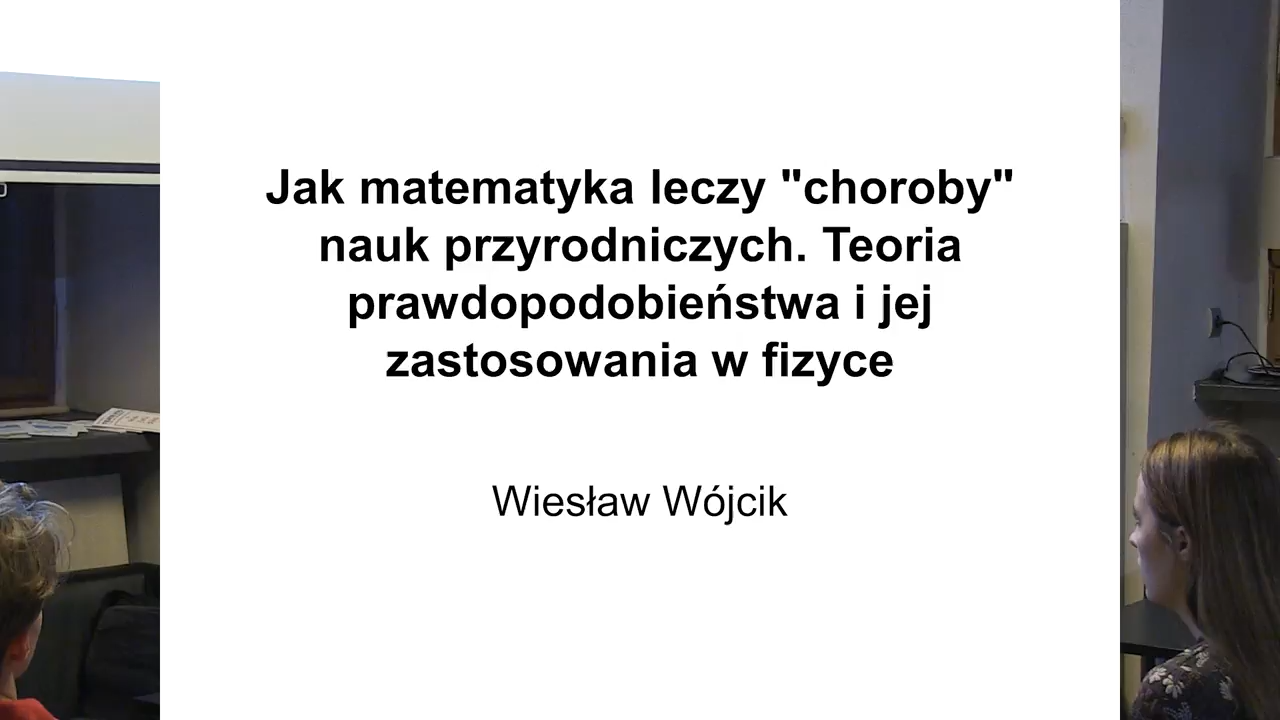 Jak matematyka leczy "choroby"
nauk przyrodniczych. Teoria
prawdopodobieństwa i jej
zastosowania w fizyce
Wiesław Wójcik